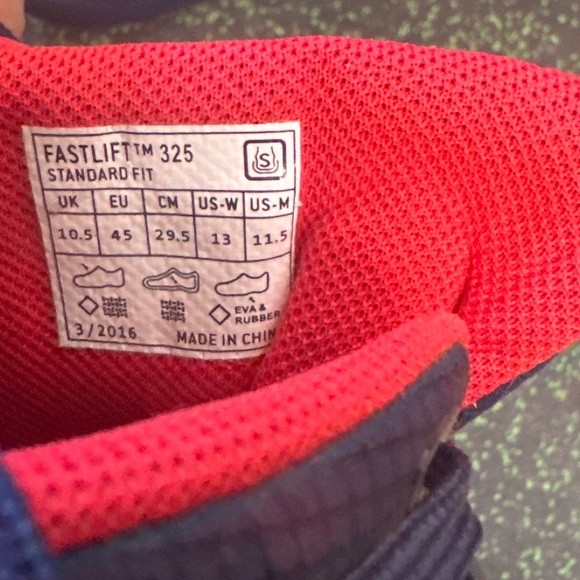 FASTLIFT™ 325
S
STANDARD FIT
UK EU CM US-W US-M
10.5 45 29.5 13 11.5
EVA &
RUBBER
3/2016 MADE IN CHIN